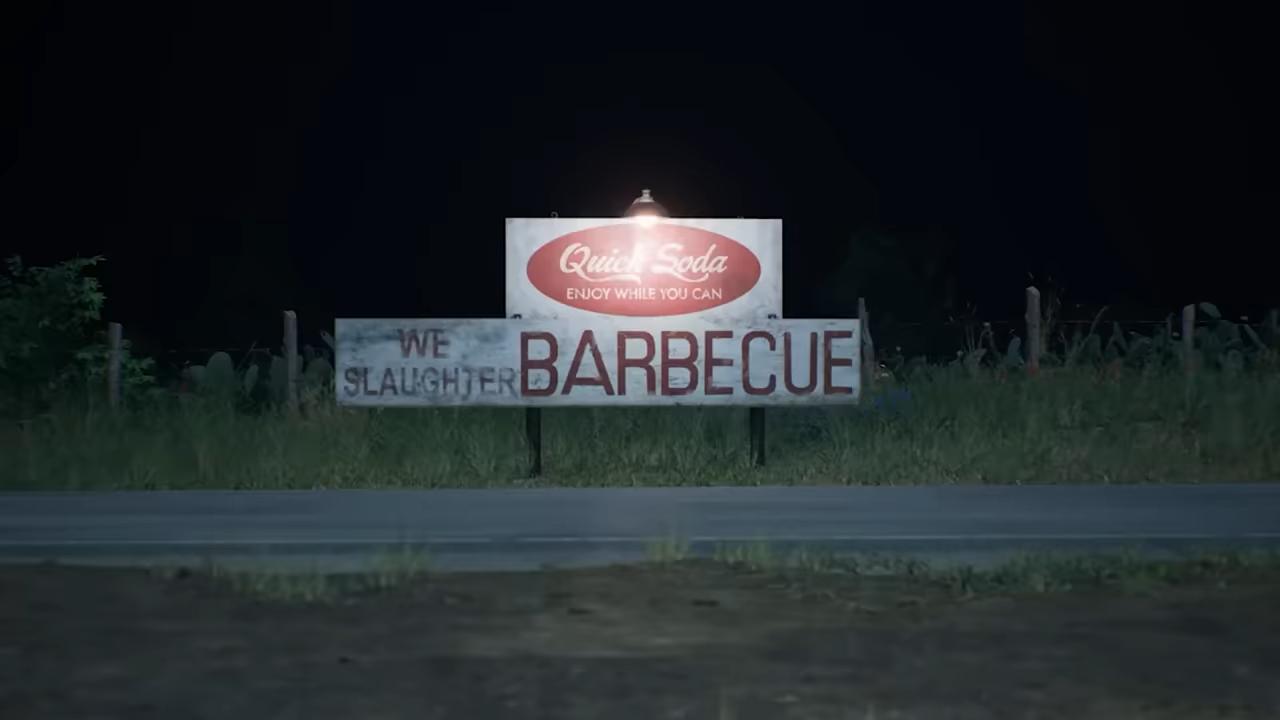 Quick Soda
ENJOY WHILE YOU CAN
WE
SLAUGHTER
BARBECUE